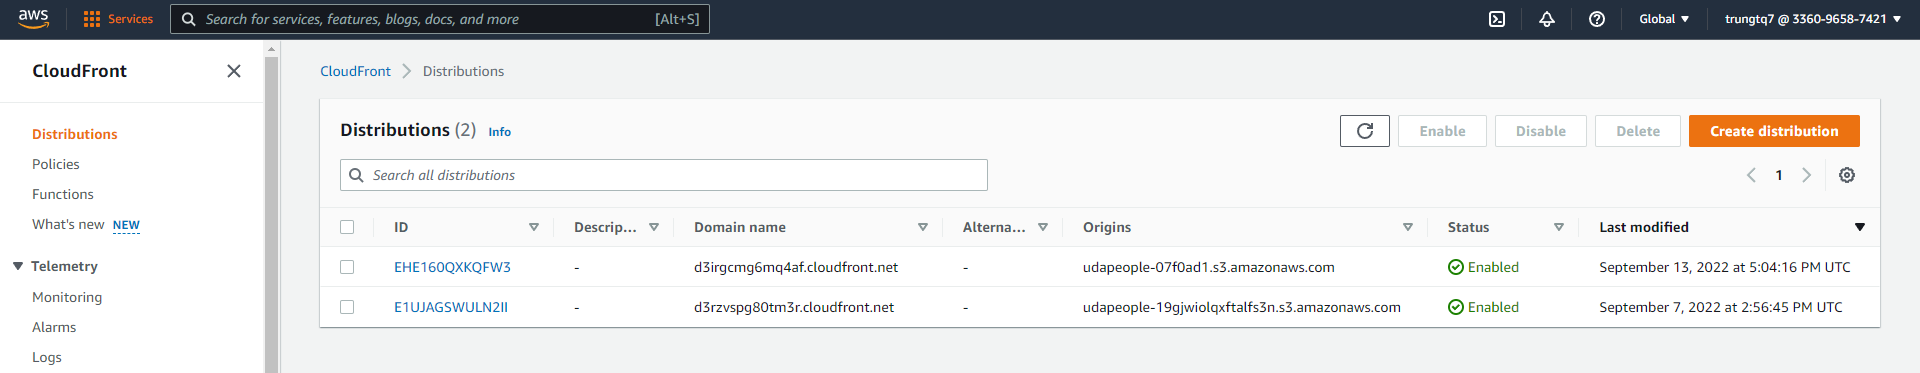 aws Services Search for services, features, blogs, docs, and more [Alt+S] Global trungtq7 @ 3360-9658-7421
CloudFront
Distributions
Policies
Functions
What's new NEW
Telemetry
Monitoring
Alarms
Logs
CloudFront Distributions
Distributions (2) Info Enable Disable Delete Create distribution
Search all distributions 1
ID Descrip... Domain name Alterna... Origins Status Last modified
EHE160QXKQFW3 - d3irgcmg6mq4af.cloudfront.net - udapeople-07f0ad1.s3.amazonaws.com Enabled September 13, 2022 at 5:04:16 PM UTC
E1UJAGSWULN2II - d3rzvspg80tm3r.cloudfront.net - udapeople-19gjwiolqxftalfs3n.s3.amazonaws.com Enabled September 7, 2022 at 2:56:45 PM UTC